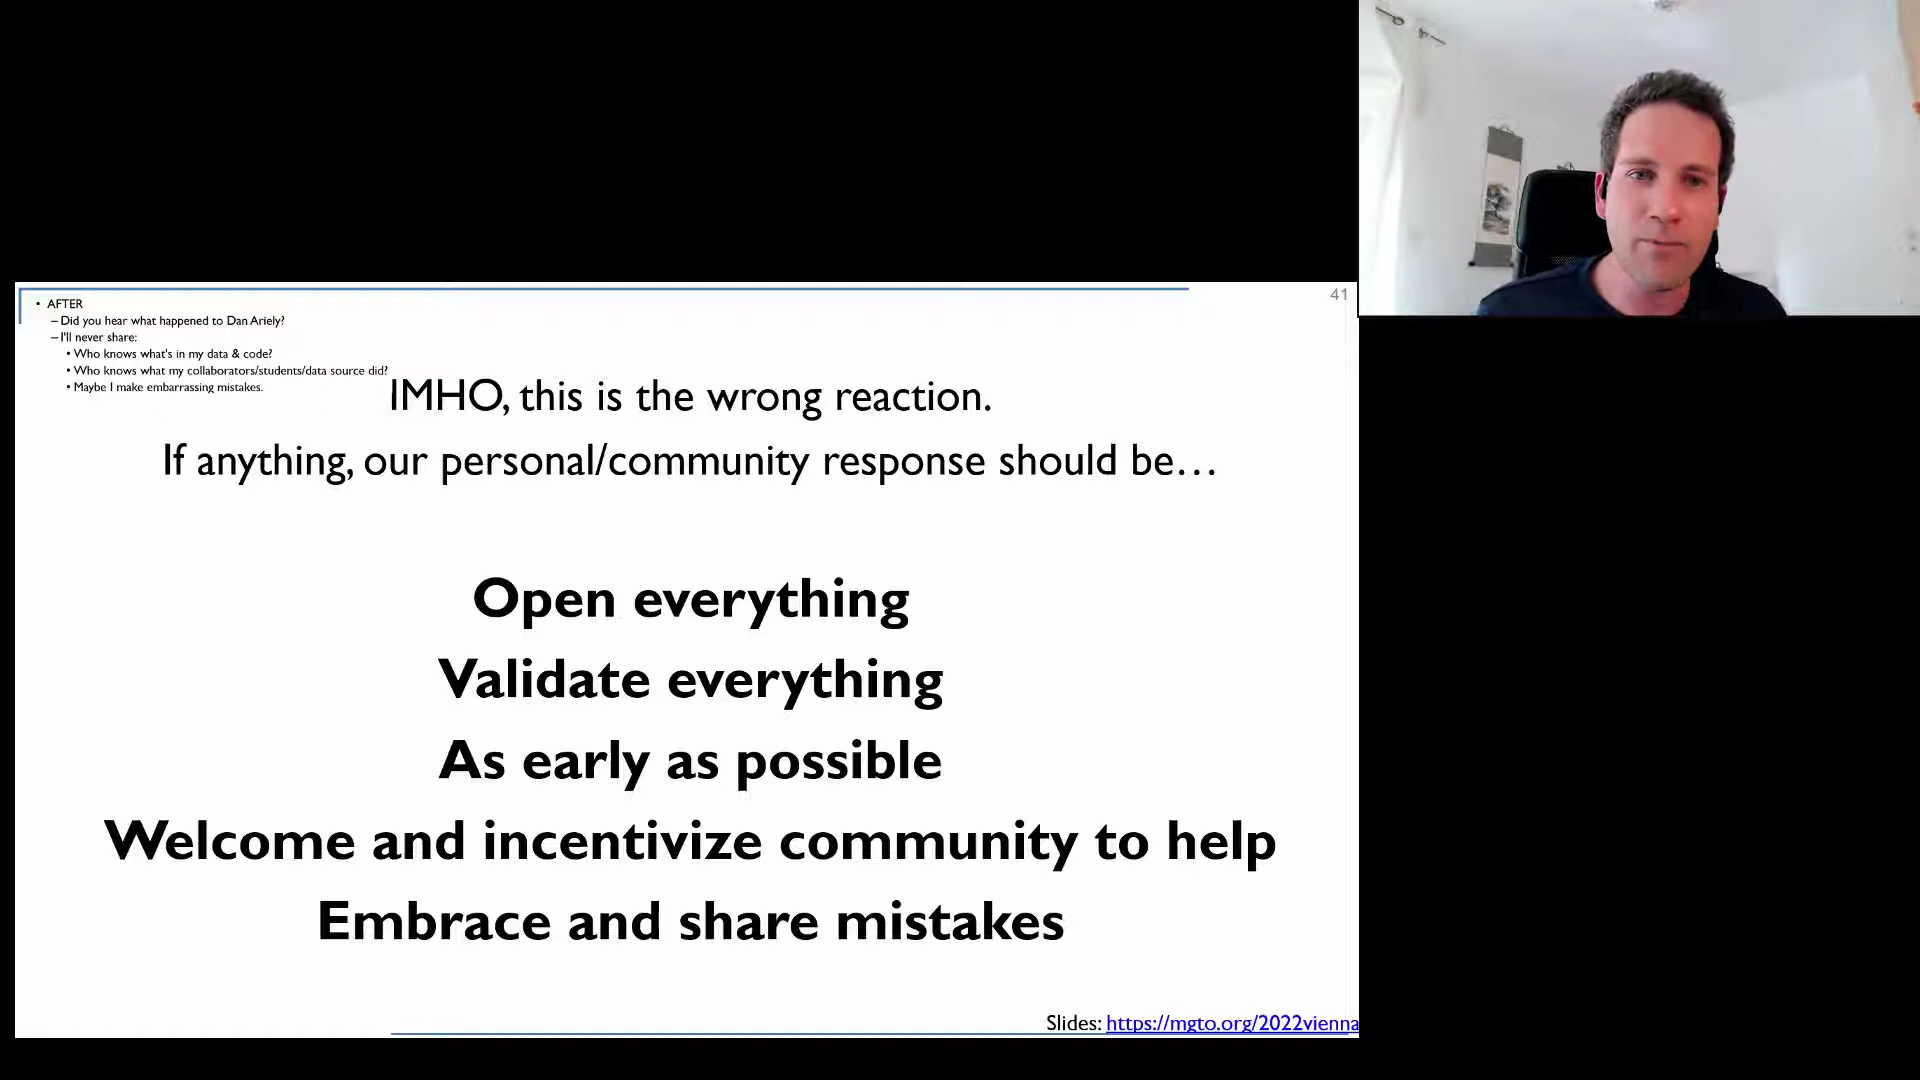 41
• AFTER
– Did you hear what happened to Dan Ariely?
– I'll never share:
• Who knows what's in my data & code?
• Who knows what my collaborators/students/data source did?
• Maybe I make embarrassing mistakes.
IMHO, this is the wrong reaction.
If anything, our personal/community response should be…
Open everything
Validate everything
As early as possible
Welcome and incentivize community to help
Embrace and share mistakes
Slides: https://mgto.org/2022vienna